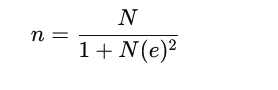 n = N / 1 + N(e)²